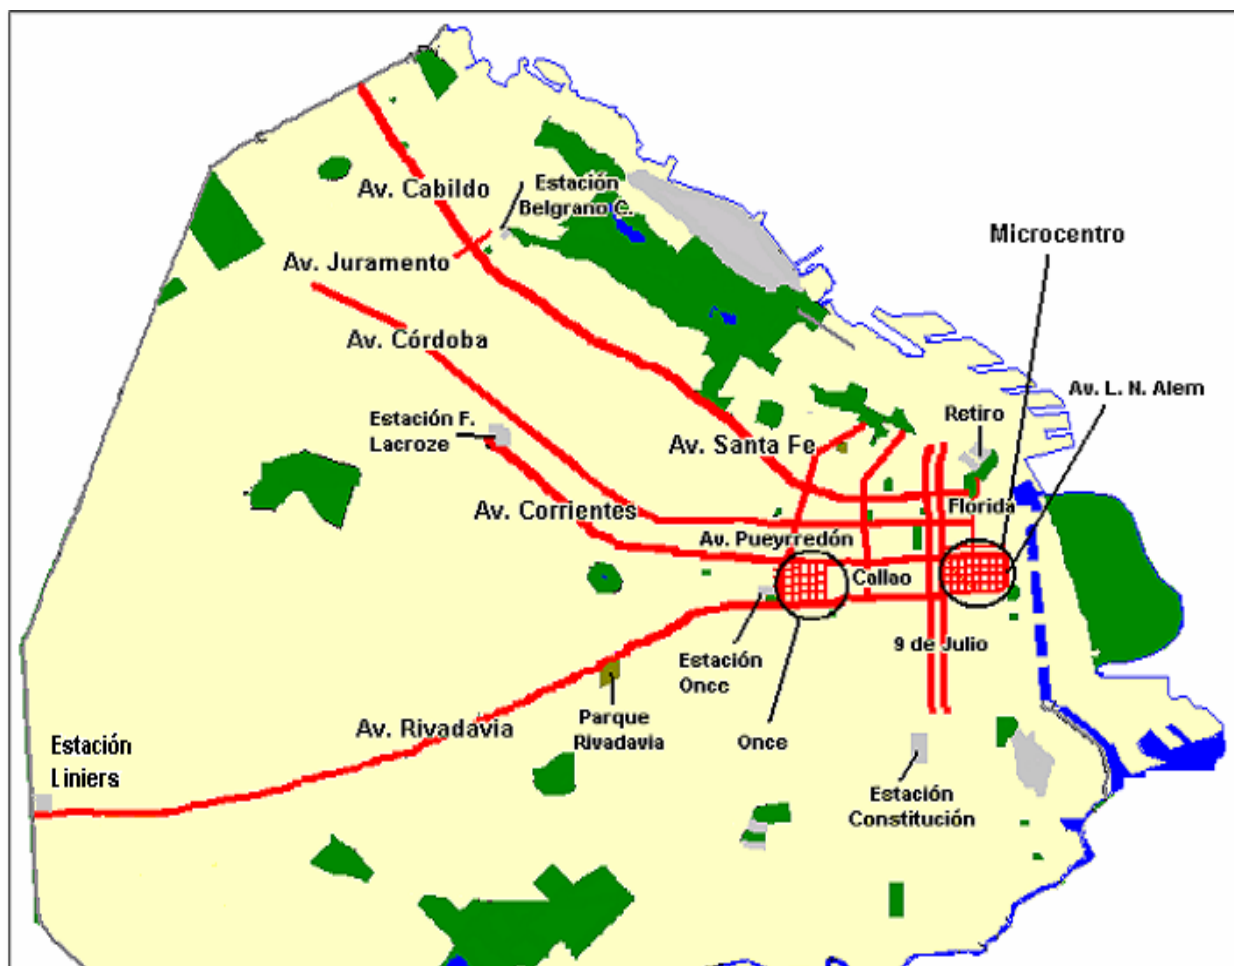 Av. Cabildo
Estación
Belgrano C.
Microcentro
Av. Juramento
Av. Córdoba
Av. L. N. Alem
Estación F.
Lacroze
Retiro
Av. Santa Fe
Av. Corrientes
Florida
Av. Pueyrredón
Callao
9 de Julio
Estación
Once
Parque
Rivadavia
Once
Av. Rivadavia
Estación
Liniers
Estación
Constitución